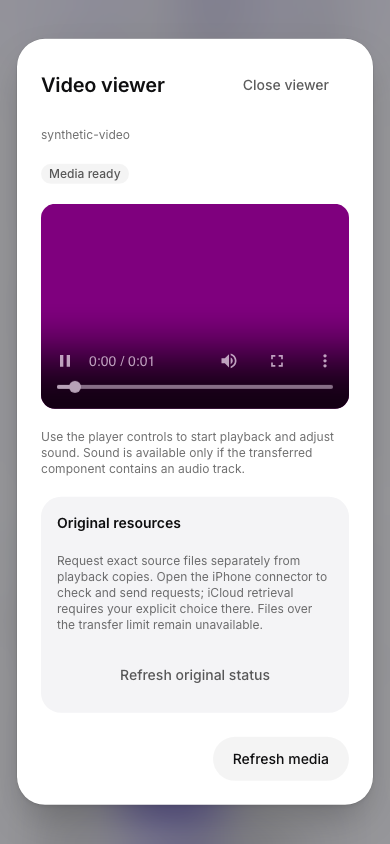 Video viewer
Close viewer
synthetic-video
Media ready
0:00 / 0:01
Use the player controls to start playback and adjust
sound. Sound is available only if the transferred
component contains an audio track.
Original resources
Request exact source files separately from
playback copies. Open the iPhone connector to
check and send requests; iCloud retrieval
requires your explicit choice there. Files over
the transfer limit remain unavailable.
Refresh original status
Refresh media